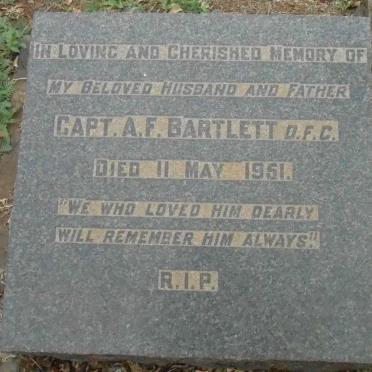 IN LOVING AND CHERISHED MEMORY OF
MY BELOVED HUSBAND AND FATHER
CAPT. A.F. BARTLETT D.F.C.
DIED 11 MAY 1951.
"WE WHO LOVED HIM DEARLY
WILL REMEMBER HIM ALWAYS."
R.I.P.